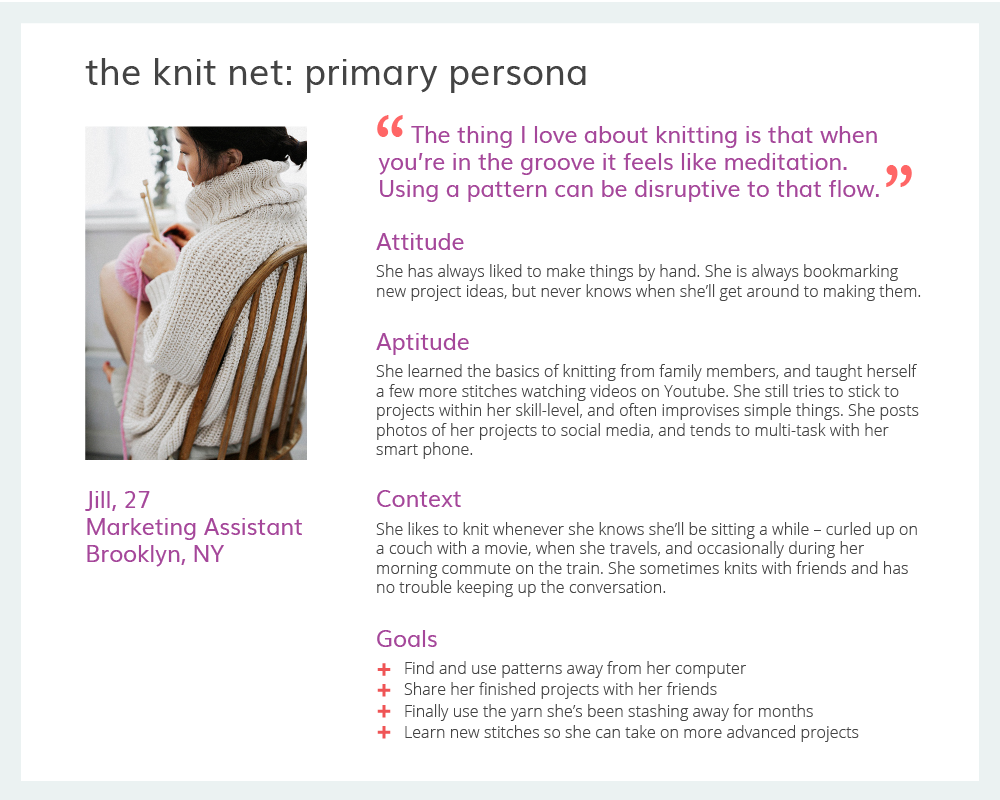 the knit net: primary persona
“ The thing I love about knitting is that when
you’re in the groove it feels like meditation.
Using a pattern can be disruptive to that flow. ”
Attitude
She has always liked to make things by hand. She is always bookmarking
new project ideas, but never knows when she’ll get around to making them.
Aptitude
She learned the basics of knitting from family members, and taught herself
a few more stitches watching videos on Youtube. She still tries to stick to
projects within her skill-level, and often improvises simple things. She posts
photos of her projects to social media, and tends to multi-task with her
smart phone.
Jill, 27
Marketing Assistant
Brooklyn, NY
Context
She likes to knit whenever she knows she’ll be sitting a while – curled up on
a couch with a movie, when she travels, and occasionally during her
morning commute on the train. She sometimes knits with friends and has
no trouble keeping up the conversation.
Goals
+ Find and use patterns away from her computer
+ Share her finished projects with her friends
+ Finally use the yarn she’s been stashing away for months
+ Learn new stitches so she can take on more advanced projects